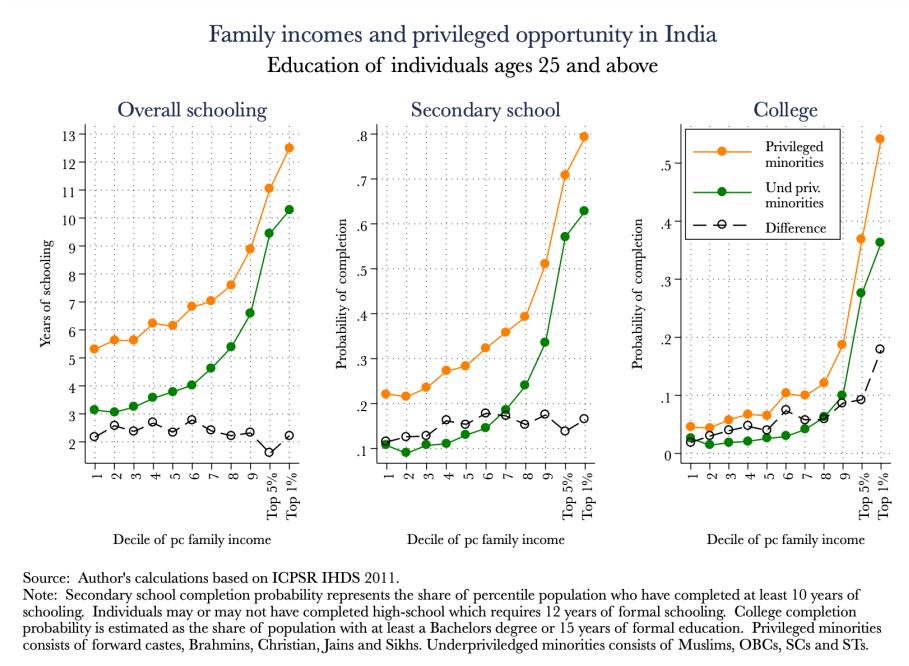 Family incomes and privileged opportunity in India
Education of individuals ages 25 and above
Overall schooling
Years of schooling
13
12
11
10
9
8
7
6
5
4
3
2
1
2
3
4
5
6
7
8
9
Top 5%
Top 1%
Decile of pc family income
Secondary school
Probability of completion
.8
.7
.6
.5
.4
.3
.2
.1
1
2
3
4
5
6
7
8
9
Top 5%
Top 1%
Decile of pc family income
College
Probability of completion
.5
.4
.3
.2
.1
0
Privileged
minorities
Und priv.
minorities
Difference
1
2
3
4
5
6
7
8
9
Top 5%
Top 1%
Decile of pc family income
Source: Author's calculations based on ICPSR IHDS 2011.
Note: Secondary school completion probability represents the share of percentile population who have completed at least 10 years of
schooling. Individuals may or may not have completed high-school which requires 12 years of formal schooling. College completion
probability is estimated as the share of population with at least a Bachelors degree or 15 years of formal education. Privileged minorities
consists of forward castes, Brahmins, Christian, Jains and Sikhs. Underpriviledged minorities consists of Muslims, OBCs, SCs and STs.